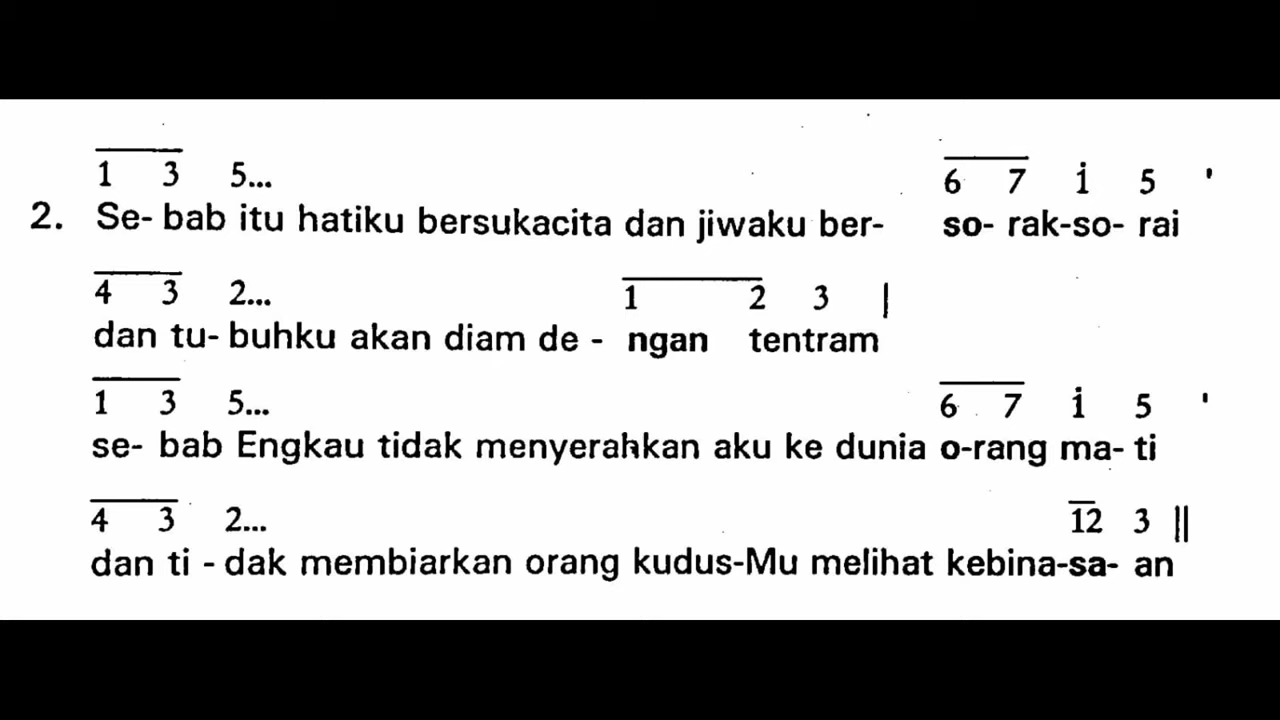 1 3 5... 6 7 i 5 '
2. Se- bab itu hatiku bersukacita dan jiwaku ber- so- rak-so- rai
4 3 2... 1 2 3 |
dan tu- buhku akan diam de - ngan tentram
1 3 5... 6 7 i 5 '
se- bab Engkau tidak menyerahkan aku ke dunia o-rang ma- ti
4 3 2... 12 3 ||
dan ti - dak membiarkan orang kudus-Mu melihat kebina-sa- an